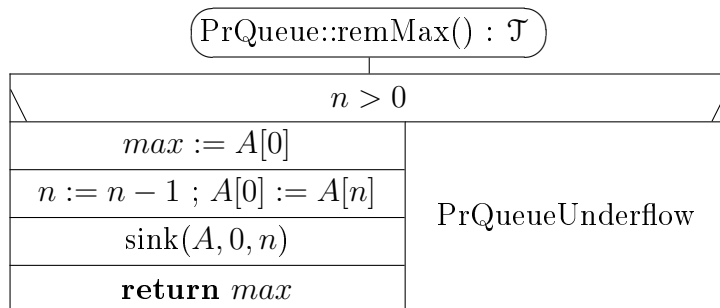 PrQueue::remMax() : 𝒯
n > 0
max := A[0]
n := n − 1 ; A[0] := A[n]
PrQueueUnderflow
sink(A, 0, n)
return max